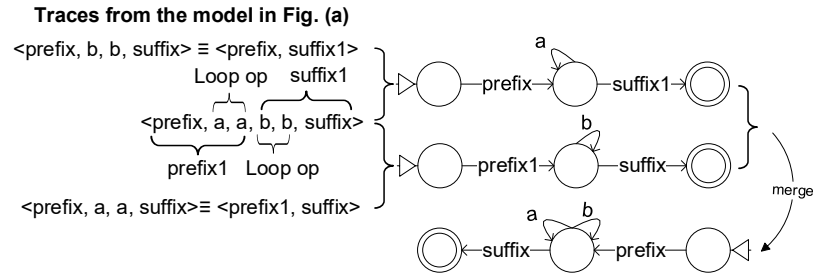 Traces from the model in Fig. (a)
<prefix, b, b, suffix> ≡ <prefix, suffix1>
Loop op suffix1
<prefix, a, a, b, b, suffix>
prefix1 Loop op
<prefix, a, a, suffix>≡ <prefix1, suffix>
a
prefix suffix1
b
prefix1 suffix
merge
a b
suffix prefix